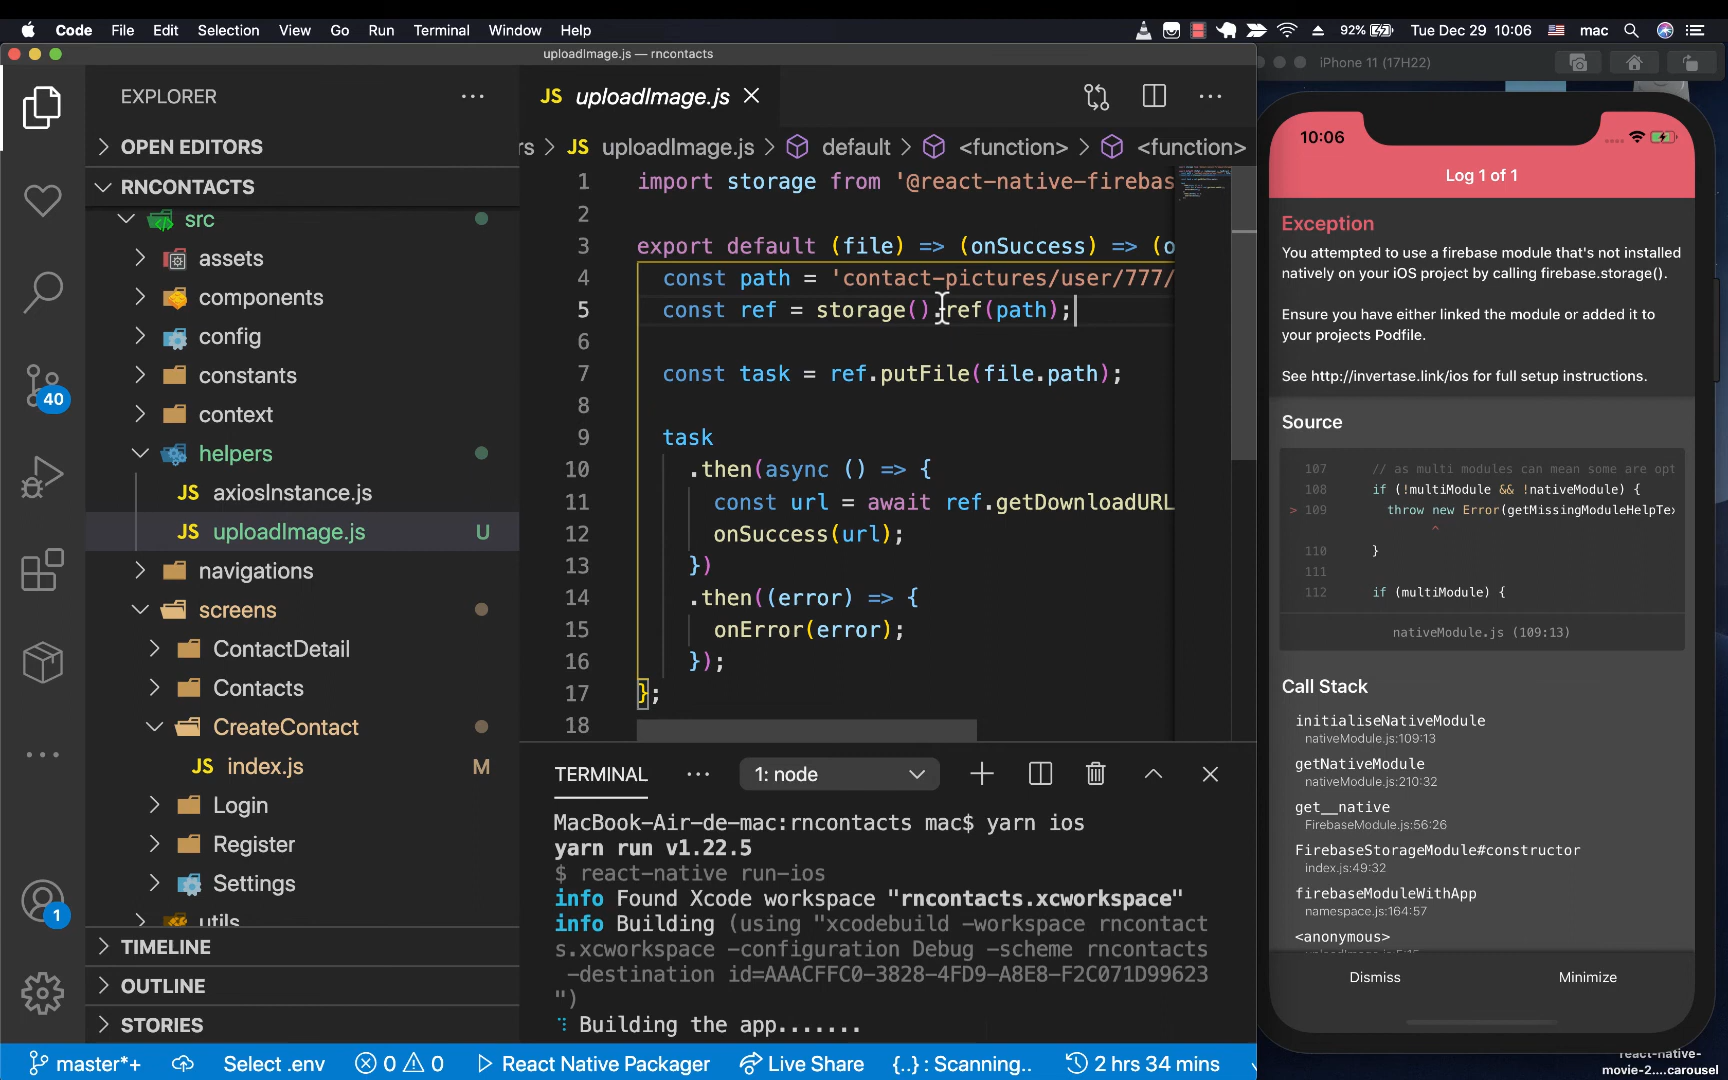 Code File Edit Selection View Go Run Terminal Window Help
92% Tue Dec 29 10:06 mac
uploadImage.js — rncontacts
EXPLORER
OPEN EDITORS
RNCONTACTS
src
assets
components
config
constants
context
helpers
JS axiosInstance.js
JS uploadImage.js U
navigations
screens
ContactDetail
Contacts
CreateContact
JS index.js M
Login
Register
Settings
utils
TIMELINE
OUTLINE
STORIES
40
1
JS uploadImage.js
rs > JS uploadImage.js > default > <function> > <function>
1 import storage from '@react-native-firebas
2
3 export default (file) => (onSuccess) => (o
4 const path = 'contact-pictures/user/777/
5 const ref = storage().ref(path);
6
7 const task = ref.putFile(file.path);
8
9 task
10 .then(async () => {
11 const url = await ref.getDownloadURL
12 onSuccess(url);
13 })
14 .then((error) => {
15 onError(error);
16 });
17 };
18
TERMINAL
1: node
MacBook-Air-de-mac:rncontacts mac$ yarn ios
yarn run v1.22.5
$ react-native run-ios
info Found Xcode workspace "rncontacts.xcworkspace"
info Building (using "xcodebuild -workspace rncontact
s.xcworkspace -configuration Debug -scheme rncontacts
-destination id=AAACFFC0-3828-4FD9-A8E8-F2C071D99623
")
Building the app.......
master*+ Select .env 0 0 React Native Packager Live Share {..} : Scanning.. 2 hrs 34 mins
iPhone 11 (17H22)
10:06
Log 1 of 1
Exception
You attempted to use a firebase module that's not installed
natively on your iOS project by calling firebase.storage().
Ensure you have either linked the module or added it to
your projects Podfile.
See http://invertase.link/ios for full setup instructions.
Source
107 // as multi modules can mean some are opt
108 if (!multiModule && !nativeModule) {
> 109 throw new Error(getMissingModuleHelpTe
^
110 }
111
112 if (multiModule) {
nativeModule.js (109:13)
Call Stack
initialiseNativeModule
nativeModule.js:109:13
getNativeModule
nativeModule.js:210:32
get__native
FirebaseModule.js:56:26
FirebaseStorageModule#constructor
index.js:49:32
firebaseModuleWithApp
namespace.js:164:57
<anonymous>
uploadImage.js:5:15
Dismiss
Minimize
react-native-
movie-2....carousel